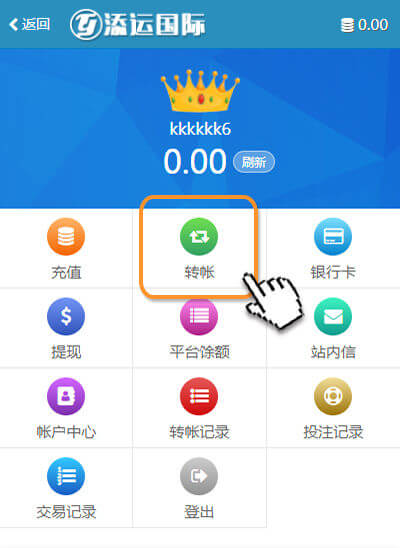 返回
流运国际
0.00
kkkkkk6
0.00 刷新
充值
转帐
银行卡
提现
平台馀额
站内信
帐户中心
转帐记录
投注记录
交易记录
登出